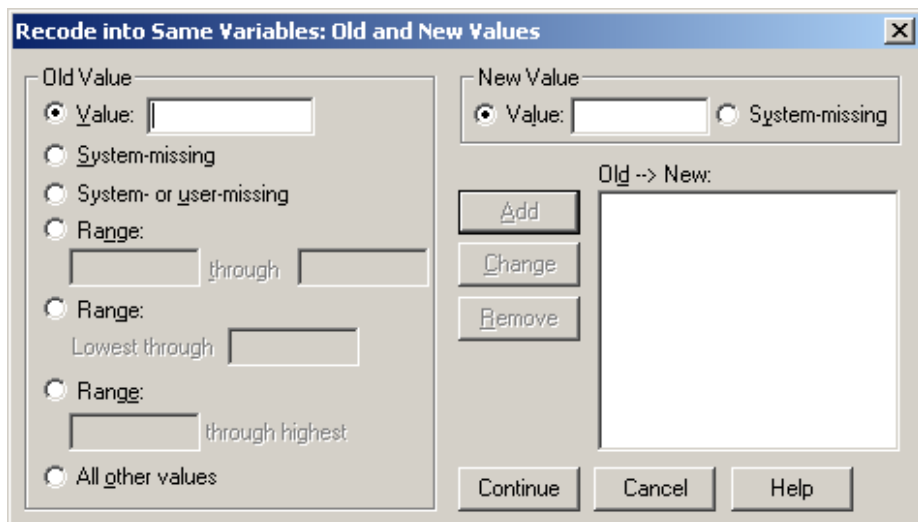 Recode into Same Variables: Old and New Values
Old Value
Value:
System-missing
System- or user-missing
Range:
through
Range:
Lowest through
Range:
through highest
All other values
New Value
Value: System-missing
Old --> New:
Add
Change
Remove
Continue Cancel Help